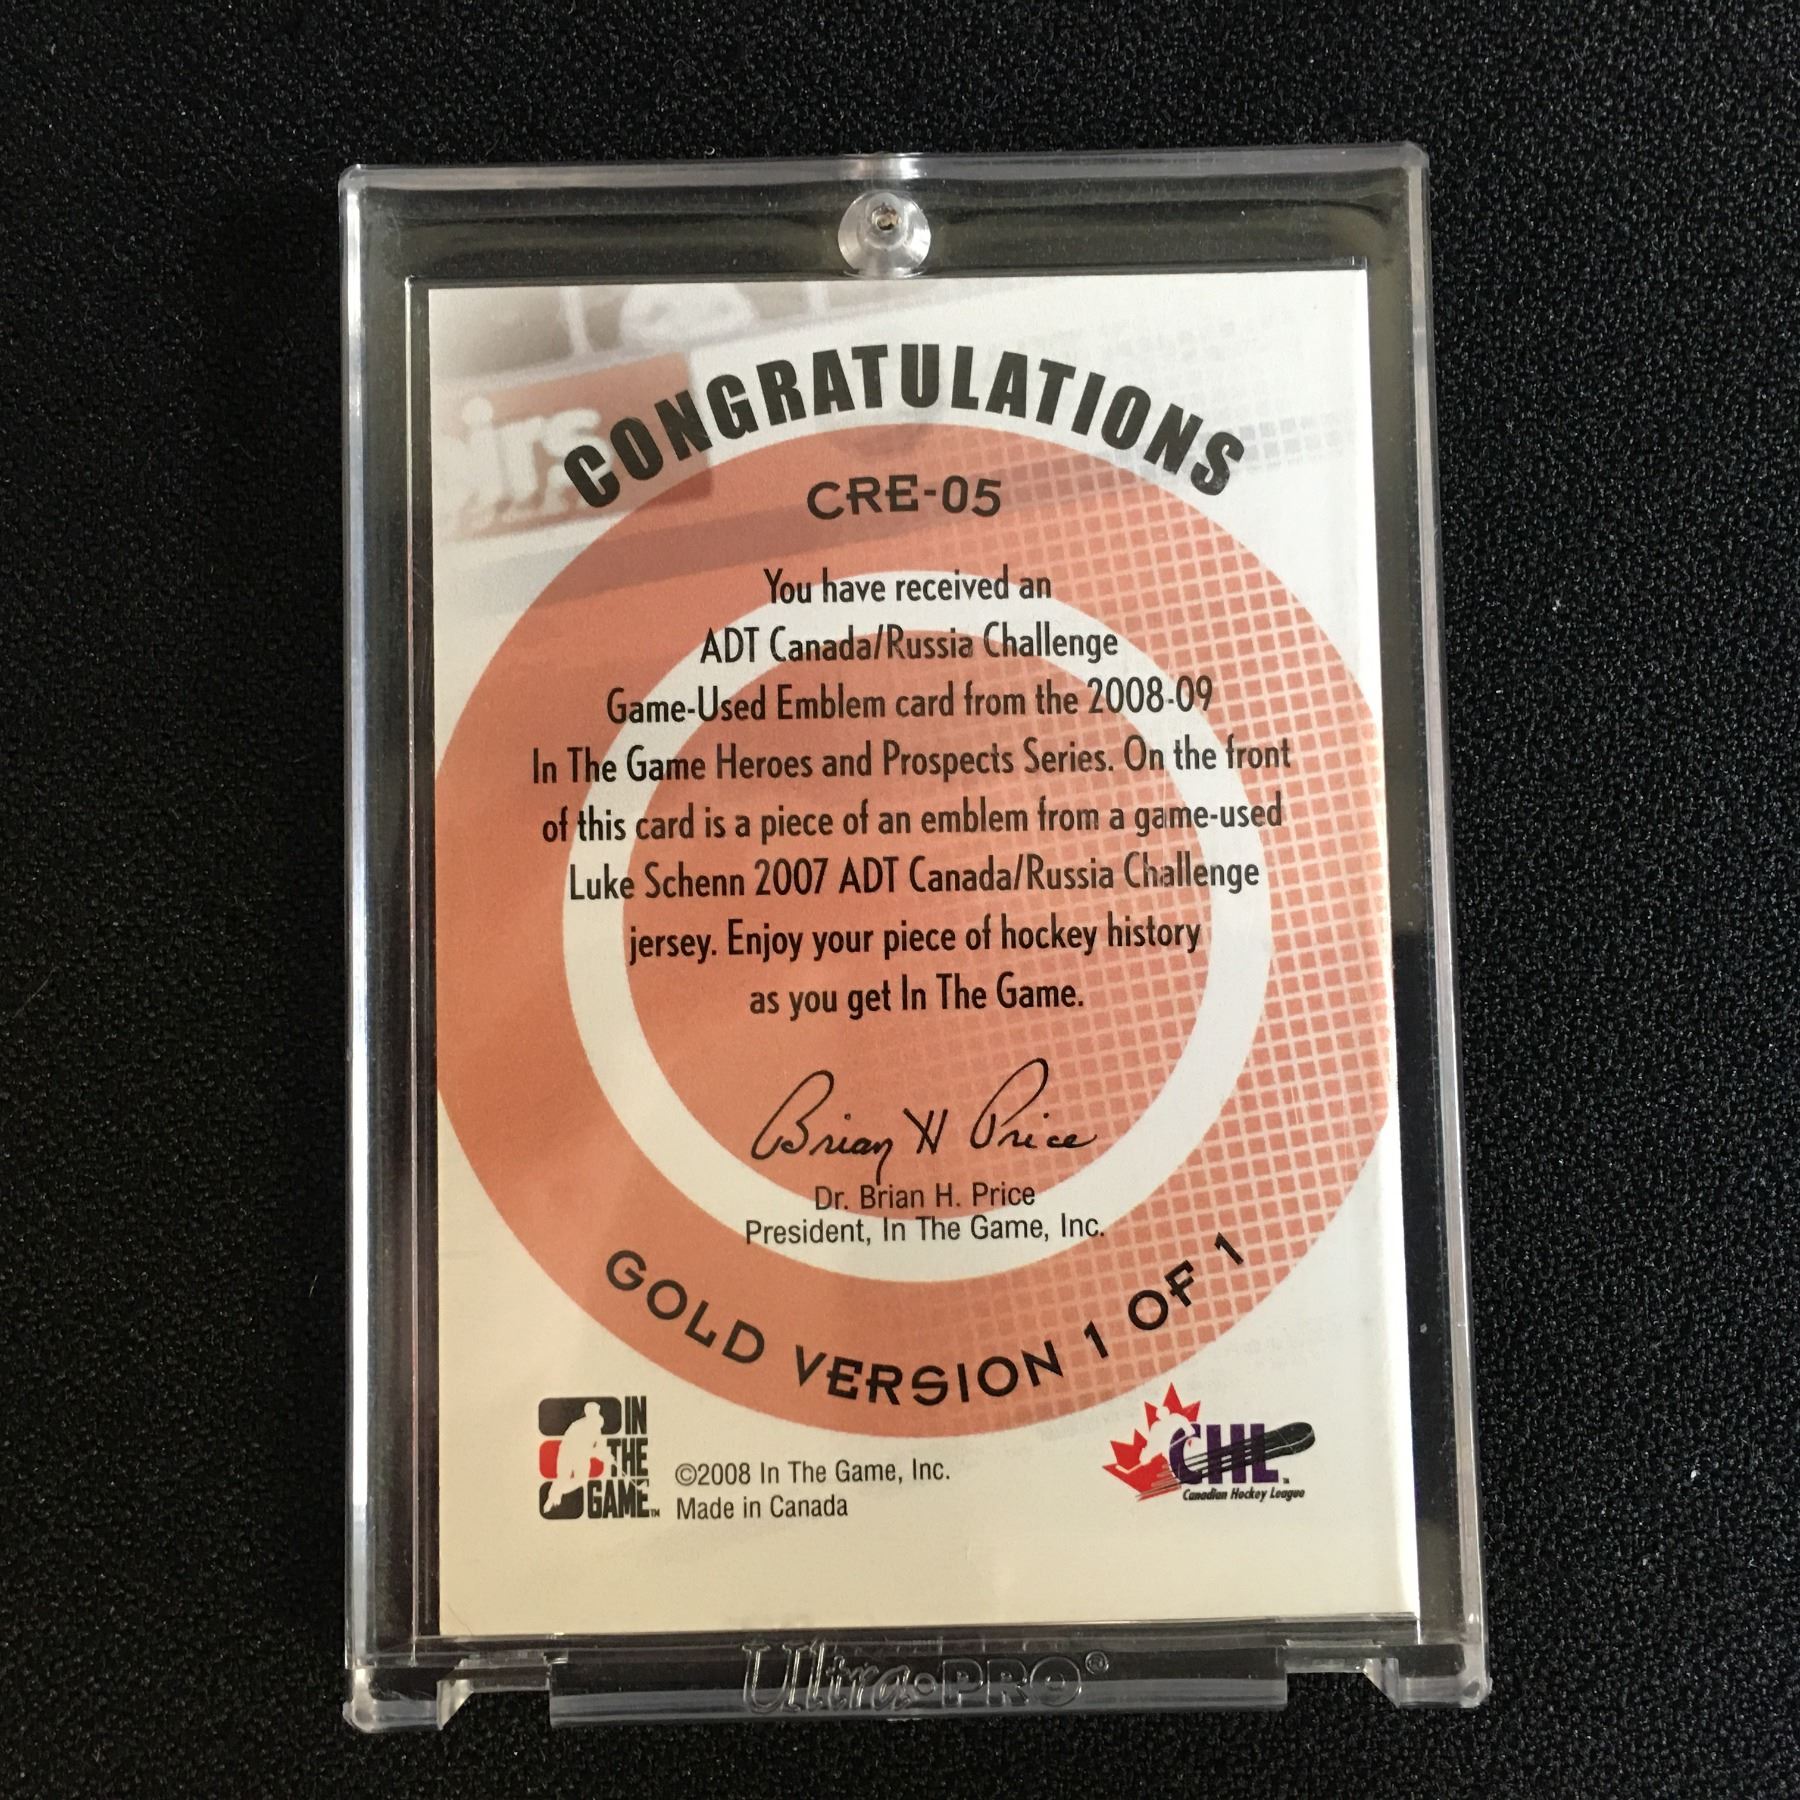 CONGRATULATIONS
CRE-05
You have received an
ADT Canada/Russia Challenge
Game-Used Emblem card from the 2008-09
In The Game Heroes and Prospects Series. On the front
of this card is a piece of an emblem from a game-used
Luke Schenn 2007 ADT Canada/Russia Challenge
jersey. Enjoy your piece of hockey history
as you get In The Game.
Brian H Price
Dr. Brian H. Price
President, In The Game, Inc.
GOLD VERSION 1 OF 1
IN
THE
GAME™
©2008 In The Game, Inc.
Made in Canada
CHL™
Canadian Hockey League
Ultra•PRO®